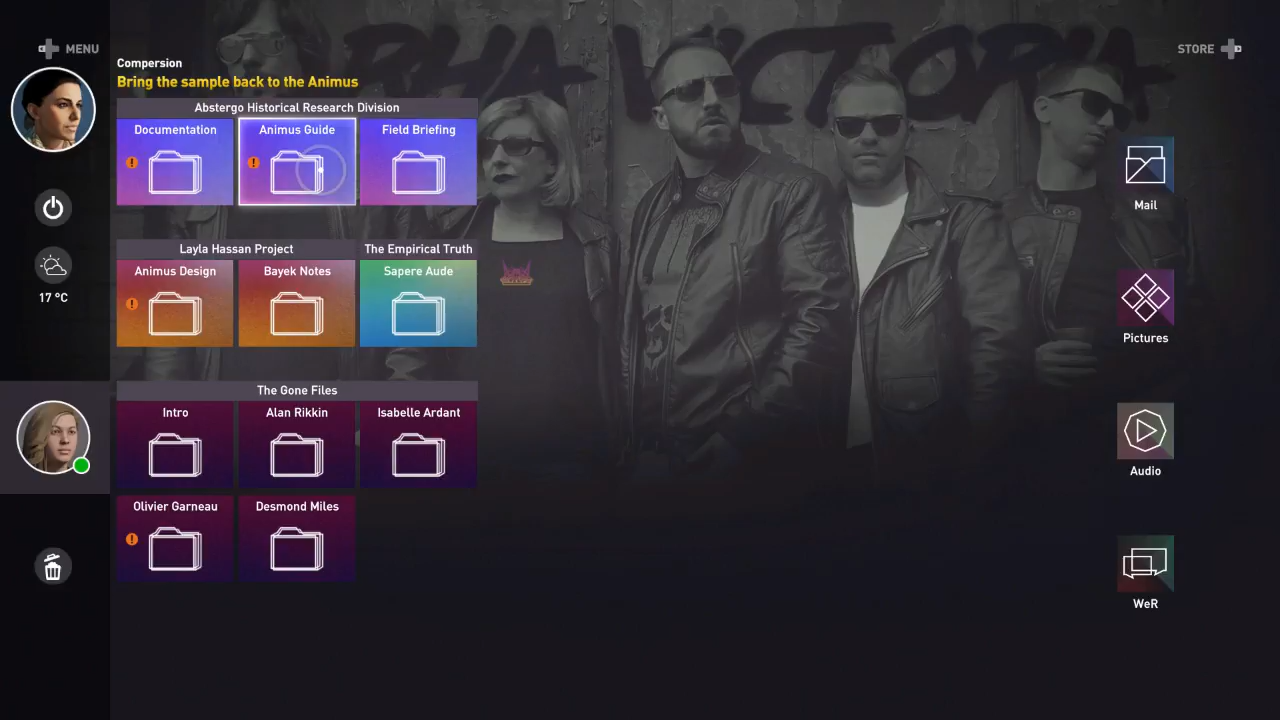 MENU
STORE
Compersion
Bring the sample back to the Animus
Abstergo Historical Research Division
Documentation
Animus Guide
Field Briefing
Layla Hassan Project
The Empirical Truth
Animus Design
Bayek Notes
Sapere Aude
17 °C
The Gone Files
Intro
Alan Rikkin
Isabelle Ardant
Olivier Garneau
Desmond Miles
Mail
Pictures
Audio
WeR